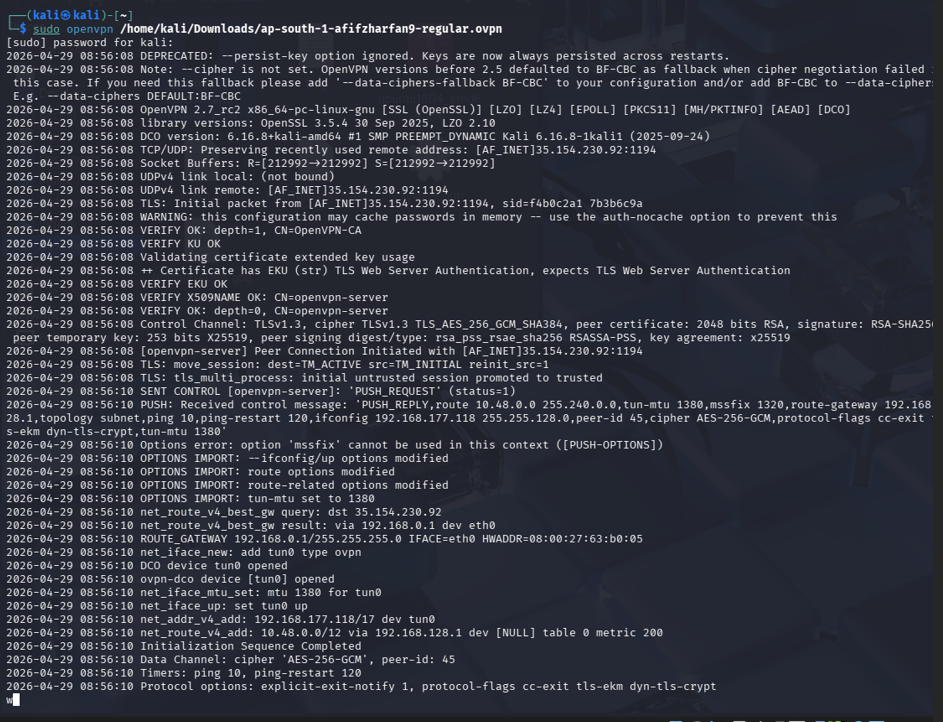 ┌──(kali㉿kali)-[~]
└─$ sudo openvpn /home/kali/Downloads/ap-south-1-afifzharfan9-regular.ovpn
[sudo] password for kali:
2026-04-29 08:56:08 DEPRECATED: --persist-key option ignored. Keys are now always persisted across restarts.
2026-04-29 08:56:08 Note: --cipher is not set. OpenVPN versions before 2.5 defaulted to BF-CBC as fallback when cipher negotiation failed i
this case. If you need this fallback please add '--data-ciphers-fallback BF-CBC' to your configuration and/or add BF-CBC to --data-ciphers
E.g. --data-ciphers DEFAULT:BF-CBC
2026-04-29 08:56:08 OpenVPN 2.7_rc2 x86_64-pc-linux-gnu [SSL (OpenSSL)] [LZO] [LZ4] [EPOLL] [PKCS11] [MH/PKTINFO] [AEAD] [DCO]
2026-04-29 08:56:08 library versions: OpenSSL 3.5.4 30 Sep 2025, LZO 2.10
2026-04-29 08:56:08 DCO version: 6.16.8+kali-amd64 #1 SMP PREEMPT_DYNAMIC Kali 6.16.8-1kali1 (2025-09-24)
2026-04-29 08:56:08 TCP/UDP: Preserving recently used remote address: [AF_INET]35.154.230.92:1194
2026-04-29 08:56:08 Socket Buffers: R=[212992→212992] S=[212992→212992]
2026-04-29 08:56:08 UDPv4 link local: (not bound)
2026-04-29 08:56:08 UDPv4 link remote: [AF_INET]35.154.230.92:1194
2026-04-29 08:56:08 TLS: Initial packet from [AF_INET]35.154.230.92:1194, sid=f4b0c2a1 7b3b6c9a
2026-04-29 08:56:08 WARNING: this configuration may cache passwords in memory -- use the auth-nocache option to prevent this
2026-04-29 08:56:08 VERIFY OK: depth=1, CN=OpenVPN-CA
2026-04-29 08:56:08 VERIFY KU OK
2026-04-29 08:56:08 Validating certificate extended key usage
2026-04-29 08:56:08 ++ Certificate has EKU (str) TLS Web Server Authentication, expects TLS Web Server Authentication
2026-04-29 08:56:08 VERIFY EKU OK
2026-04-29 08:56:08 VERIFY X509NAME OK: CN=openvpn-server
2026-04-29 08:56:08 VERIFY OK: depth=0, CN=openvpn-server
2026-04-29 08:56:08 Control Channel: TLSv1.3, cipher TLSv1.3 TLS_AES_256_GCM_SHA384, peer certificate: 2048 bits RSA, signature: RSA-SHA256
peer temporary key: 253 bits X25519, peer signing digest/type: rsa_pss_rsae_sha256 RSASSA-PSS, key agreement: x25519
2026-04-29 08:56:08 [openvpn-server] Peer Connection Initiated with [AF_INET]35.154.230.92:1194
2026-04-29 08:56:08 TLS: move_session: dest=TM_ACTIVE src=TM_INITIAL reinit_src=1
2026-04-29 08:56:08 TLS: tls_multi_process: initial untrusted session promoted to trusted
2026-04-29 08:56:10 SENT CONTROL [openvpn-server]: 'PUSH_REQUEST' (status=1)
2026-04-29 08:56:10 PUSH: Received control message: 'PUSH_REPLY,route 10.48.0.0 255.240.0.0,tun-mtu 1380,mssfix 1320,route-gateway 192.168
28.1,topology subnet,ping 10,ping-restart 120,ifconfig 192.168.177.118 255.255.128.0,peer-id 45,cipher AES-256-GCM,protocol-flags cc-exit t
s-ekm dyn-tls-crypt,tun-mtu 1380'
2026-04-29 08:56:10 Options error: option 'mssfix' cannot be used in this context ([PUSH-OPTIONS])
2026-04-29 08:56:10 OPTIONS IMPORT: --ifconfig/up options modified
2026-04-29 08:56:10 OPTIONS IMPORT: route options modified
2026-04-29 08:56:10 OPTIONS IMPORT: route-related options modified
2026-04-29 08:56:10 OPTIONS IMPORT: tun-mtu set to 1380
2026-04-29 08:56:10 net_route_v4_best_gw query: dst 35.154.230.92
2026-04-29 08:56:10 net_route_v4_best_gw result: via 192.168.0.1 dev eth0
2026-04-29 08:56:10 ROUTE_GATEWAY 192.168.0.1/255.255.255.0 IFACE=eth0 HWADDR=08:00:27:63:b0:05
2026-04-29 08:56:10 net_iface_new: add tun0 type ovpn
2026-04-29 08:56:10 DCO device tun0 opened
2026-04-29 08:56:10 ovpn-dco device [tun0] opened
2026-04-29 08:56:10 net_iface_mtu_set: mtu 1380 for tun0
2026-04-29 08:56:10 net_iface_up: set tun0 up
2026-04-29 08:56:10 net_addr_v4_add: 192.168.177.118/17 dev tun0
2026-04-29 08:56:10 net_route_v4_add: 10.48.0.0/12 via 192.168.128.1 dev [NULL] table 0 metric 200
2026-04-29 08:56:10 Initialization Sequence Completed
2026-04-29 08:56:10 Data Channel: cipher 'AES-256-GCM', peer-id: 45
2026-04-29 08:56:10 Timers: ping 10, ping-restart 120
2026-04-29 08:56:10 Protocol options: explicit-exit-notify 1, protocol-flags cc-exit tls-ekm dyn-tls-crypt
w